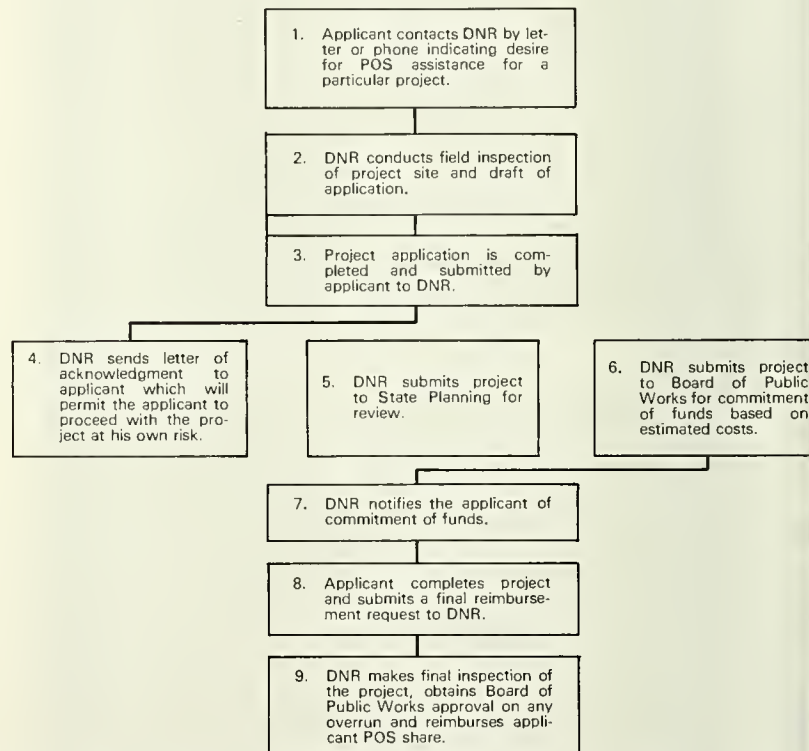 1. Applicant contacts DNR by let-
ter or phone indicating desire
for POS assistance for a
particular project.
2. DNR conducts field inspection
of project site and draft of
application.
3. Project application is com-
pleted and submitted by
applicant to DNR.
4. DNR sends letter of
acknowledgment to
applicant which will
permit the applicant to
proceed with the pro-
ject at his own risk.
5. DNR submits project
to State Planning for
review.
6. DNR submits project
to Board of Public
Works for commitment
of funds based on
estimated costs.
7. DNR notifies the applicant of
commitment of funds.
8. Applicant completes project
and submits a final reimburse-
ment request to DNR.
9. DNR makes final inspection of
the project, obtains Board of
Public Works approval on any
overrun and reimburses appli-
cant POS share.